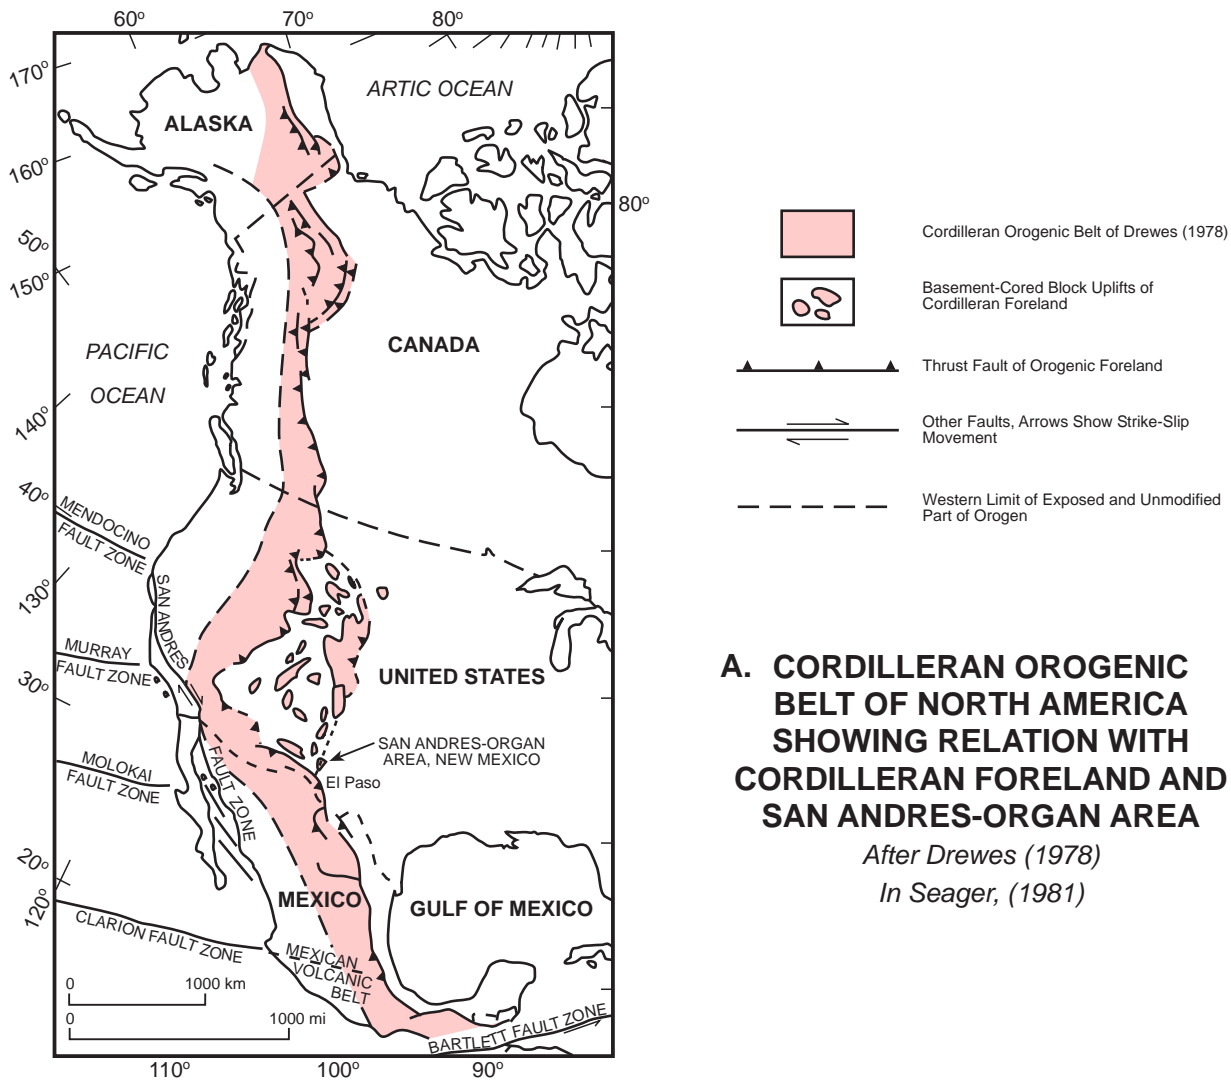 60º
70º
80º
170º
ARTIC OCEAN
ALASKA
160º
80º
50º
150º
PACIFIC
OCEAN
CANADA
140º
40º
MENDOCINO
FAULT ZONE
130º
SAN ANDRES
FAULT ZONE
MURRAY
FAULT ZONE
30º
UNITED STATES
SAN ANDRES-ORGAN
AREA, NEW MEXICO
El Paso
MOLOKAI
FAULT ZONE
20º
120º
MEXICO
GULF OF MEXICO
CLARION FAULT ZONE
MEXICAN
VOLCANIC
BELT
0
1000 km
0
1000 mi
BARTLETT FAULT ZONE
110º
100º
90º
Cordilleran Orogenic Belt of Drewes (1978)
Basement-Cored Block Uplifts of
Cordilleran Foreland
Thrust Fault of Orogenic Foreland
Other Faults, Arrows Show Strike-Slip
Movement
Western Limit of Exposed and Unmodified
Part of Orogen
A. CORDILLERAN OROGENIC
BELT OF NORTH AMERICA
SHOWING RELATION WITH
CORDILLERAN FORELAND AND
SAN ANDRES-ORGAN AREA
After Drewes (1978)
In Seager, (1981)